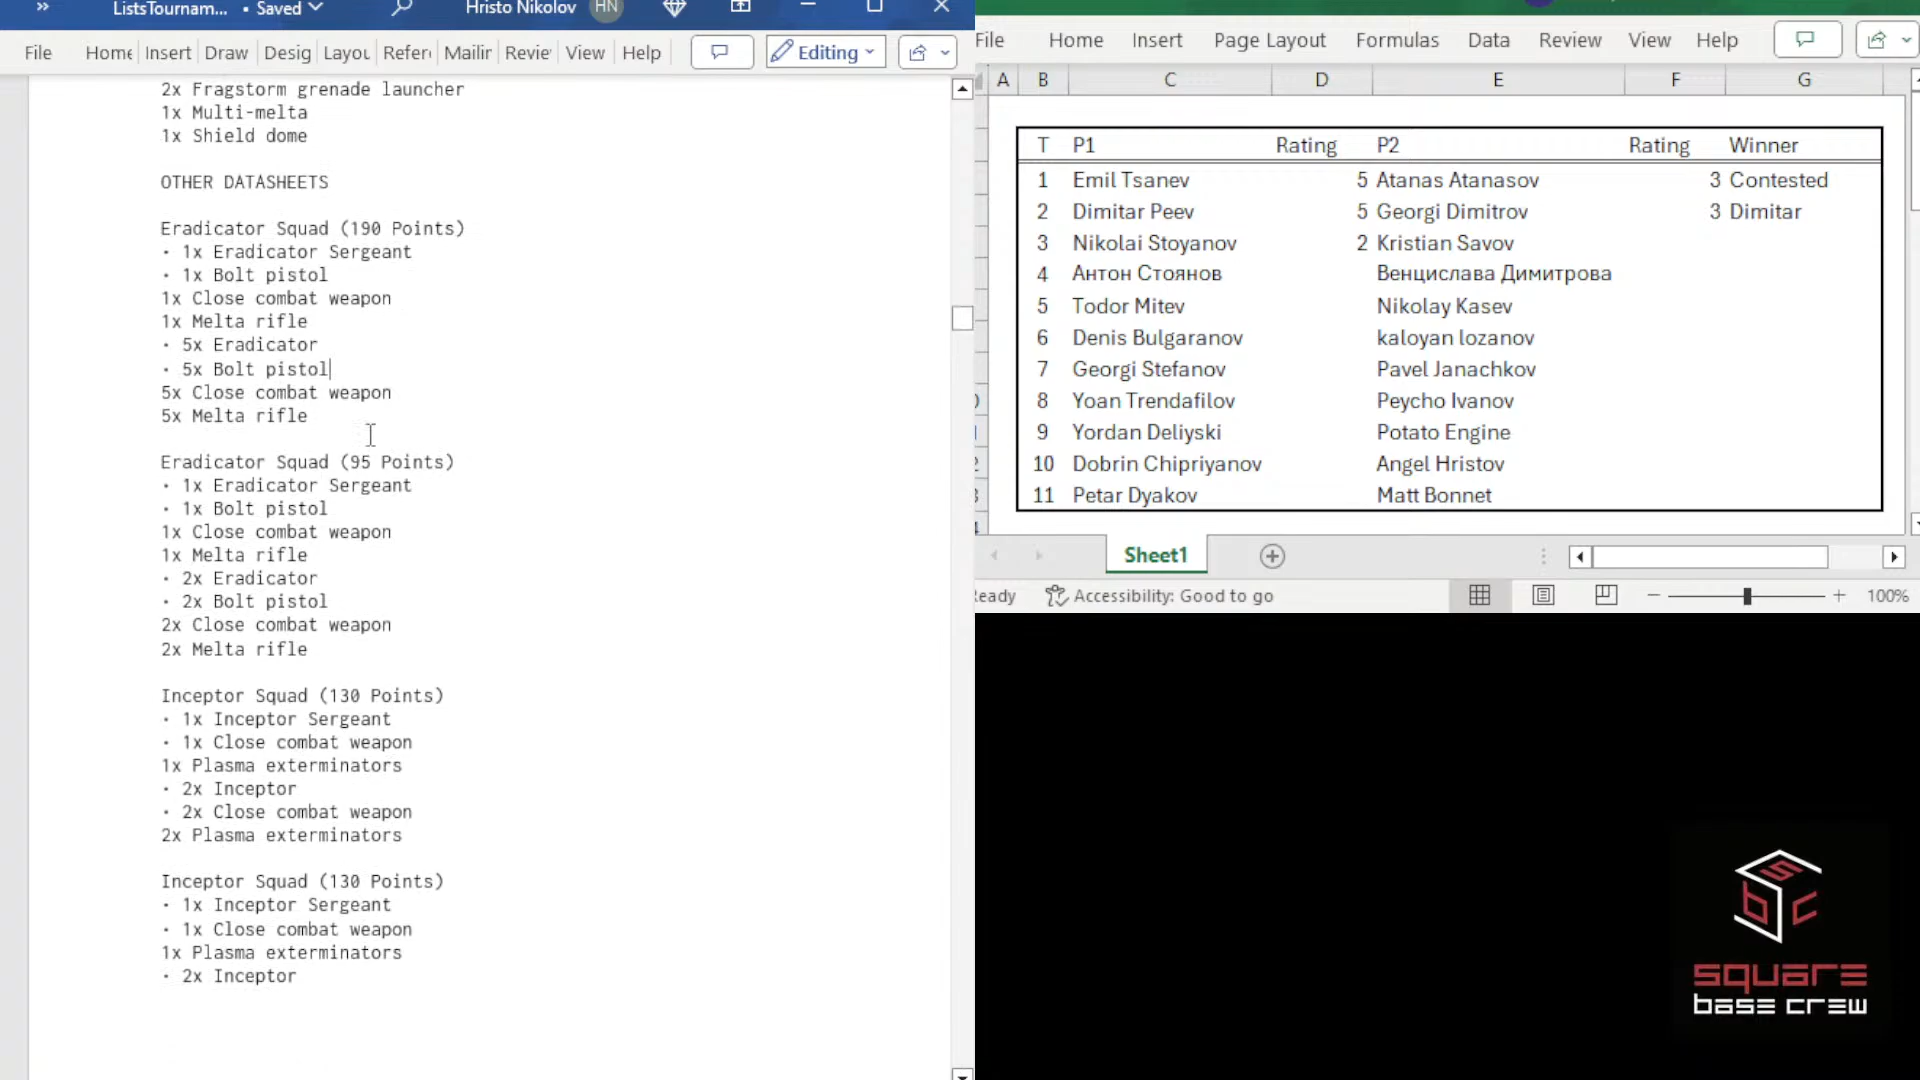 ListsTournam... • Saved
Hristo Nikolov HN
File Home Insert Draw Desig Layou Refer Mailin Revie View Help Editing
2x Fragstorm grenade launcher
1x Multi-melta
1x Shield dome
OTHER DATASHEETS
Eradicator Squad (190 Points)
• 1x Eradicator Sergeant
• 1x Bolt pistol
1x Close combat weapon
1x Melta rifle
• 5x Eradicator
• 5x Bolt pistol
5x Close combat weapon
5x Melta rifle
Eradicator Squad (95 Points)
• 1x Eradicator Sergeant
• 1x Bolt pistol
1x Close combat weapon
1x Melta rifle
• 2x Eradicator
• 2x Bolt pistol
2x Close combat weapon
2x Melta rifle
Inceptor Squad (130 Points)
• 1x Inceptor Sergeant
• 1x Close combat weapon
1x Plasma exterminators
• 2x Inceptor
• 2x Close combat weapon
2x Plasma exterminators
Inceptor Squad (130 Points)
• 1x Inceptor Sergeant
• 1x Close combat weapon
1x Plasma exterminators
• 2x Inceptor
File Home Insert Page Layout Formulas Data Review View Help
A B C D E F G
T P1 Rating P2 Rating Winner
1 Emil Tsanev 5 Atanas Atanasov 3 Contested
2 Dimitar Peev 5 Georgi Dimitrov 3 Dimitar
3 Nikolai Stoyanov 2 Kristian Savov
4 Антон Стоянов Венцислава Димитрова
5 Todor Mitev Nikolay Kasev
6 Denis Bulgaranov kaloyan lozanov
7 Georgi Stefanov Pavel Janachkov
8 Yoan Trendafilov Peycho Ivanov
9 Yordan Deliyski Potato Engine
10 Dobrin Chipriyanov Angel Hristov
11 Petar Dyakov Matt Bonnet
Sheet1
eady Accessibility: Good to go 100%
sbc
square
base crew